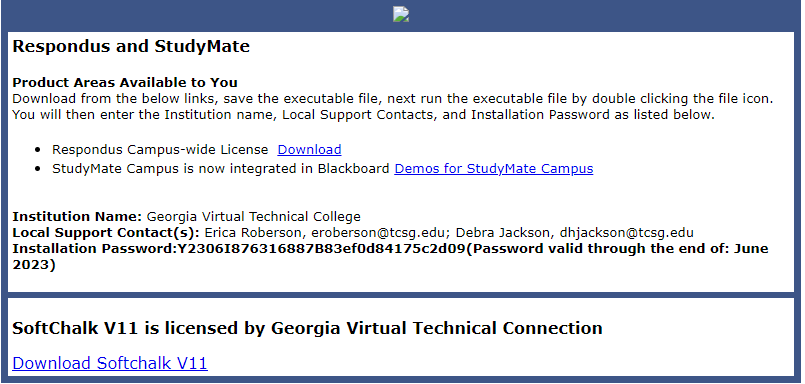 Respondus and StudyMate
Product Areas Available to You
Download from the below links, save the executable file, next run the executable file by double clicking the file icon.
You will then enter the Institution name, Local Support Contacts, and Installation Password as listed below.
Respondus Campus-wide License Download
StudyMate Campus is now integrated in Blackboard Demos for StudyMate Campus
Institution Name: Georgia Virtual Technical College
Local Support Contact(s): Erica Roberson, eroberson@tcsg.edu; Debra Jackson, dhjackson@tcsg.edu
Installation Password:Y2306I876316887B83ef0d84175c2d09(Password valid through the end of: June
2023)
SoftChalk V11 is licensed by Georgia Virtual Technical Connection
Download Softchalk V11